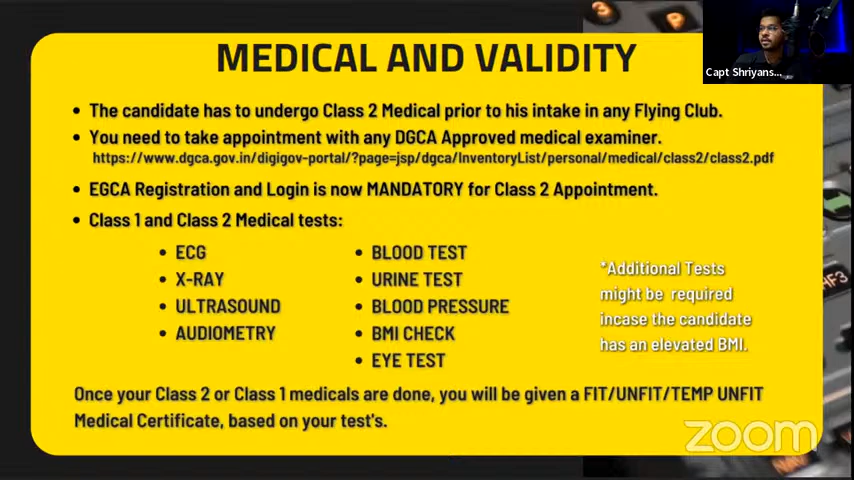 MEDICAL AND VALIDITY
Capt Shriyans...
• The candidate has to undergo Class 2 Medical prior to his intake in any Flying Club.
• You need to take appointment with any DGCA Approved medical examiner.
https://www.dgca.gov.in/digigov-portal/?page=jsp/dgca/InventoryList/personal/medical/class2/class2.pdf
• EGCA Registration and Login is now MANDATORY for Class 2 Appointment.
• Class 1 and Class 2 Medical tests:
• ECG
• X-RAY
• ULTRASOUND
• AUDIOMETRY
• BLOOD TEST
• URINE TEST
• BLOOD PRESSURE
• BMI CHECK
• EYE TEST
*Additional Tests
might be required
incase the candidate
has an elevated BMI.
Once your Class 2 or Class 1 medicals are done, you will be given a FIT/UNFIT/TEMP UNFIT
Medical Certificate, based on your test's.
zoom
HF3